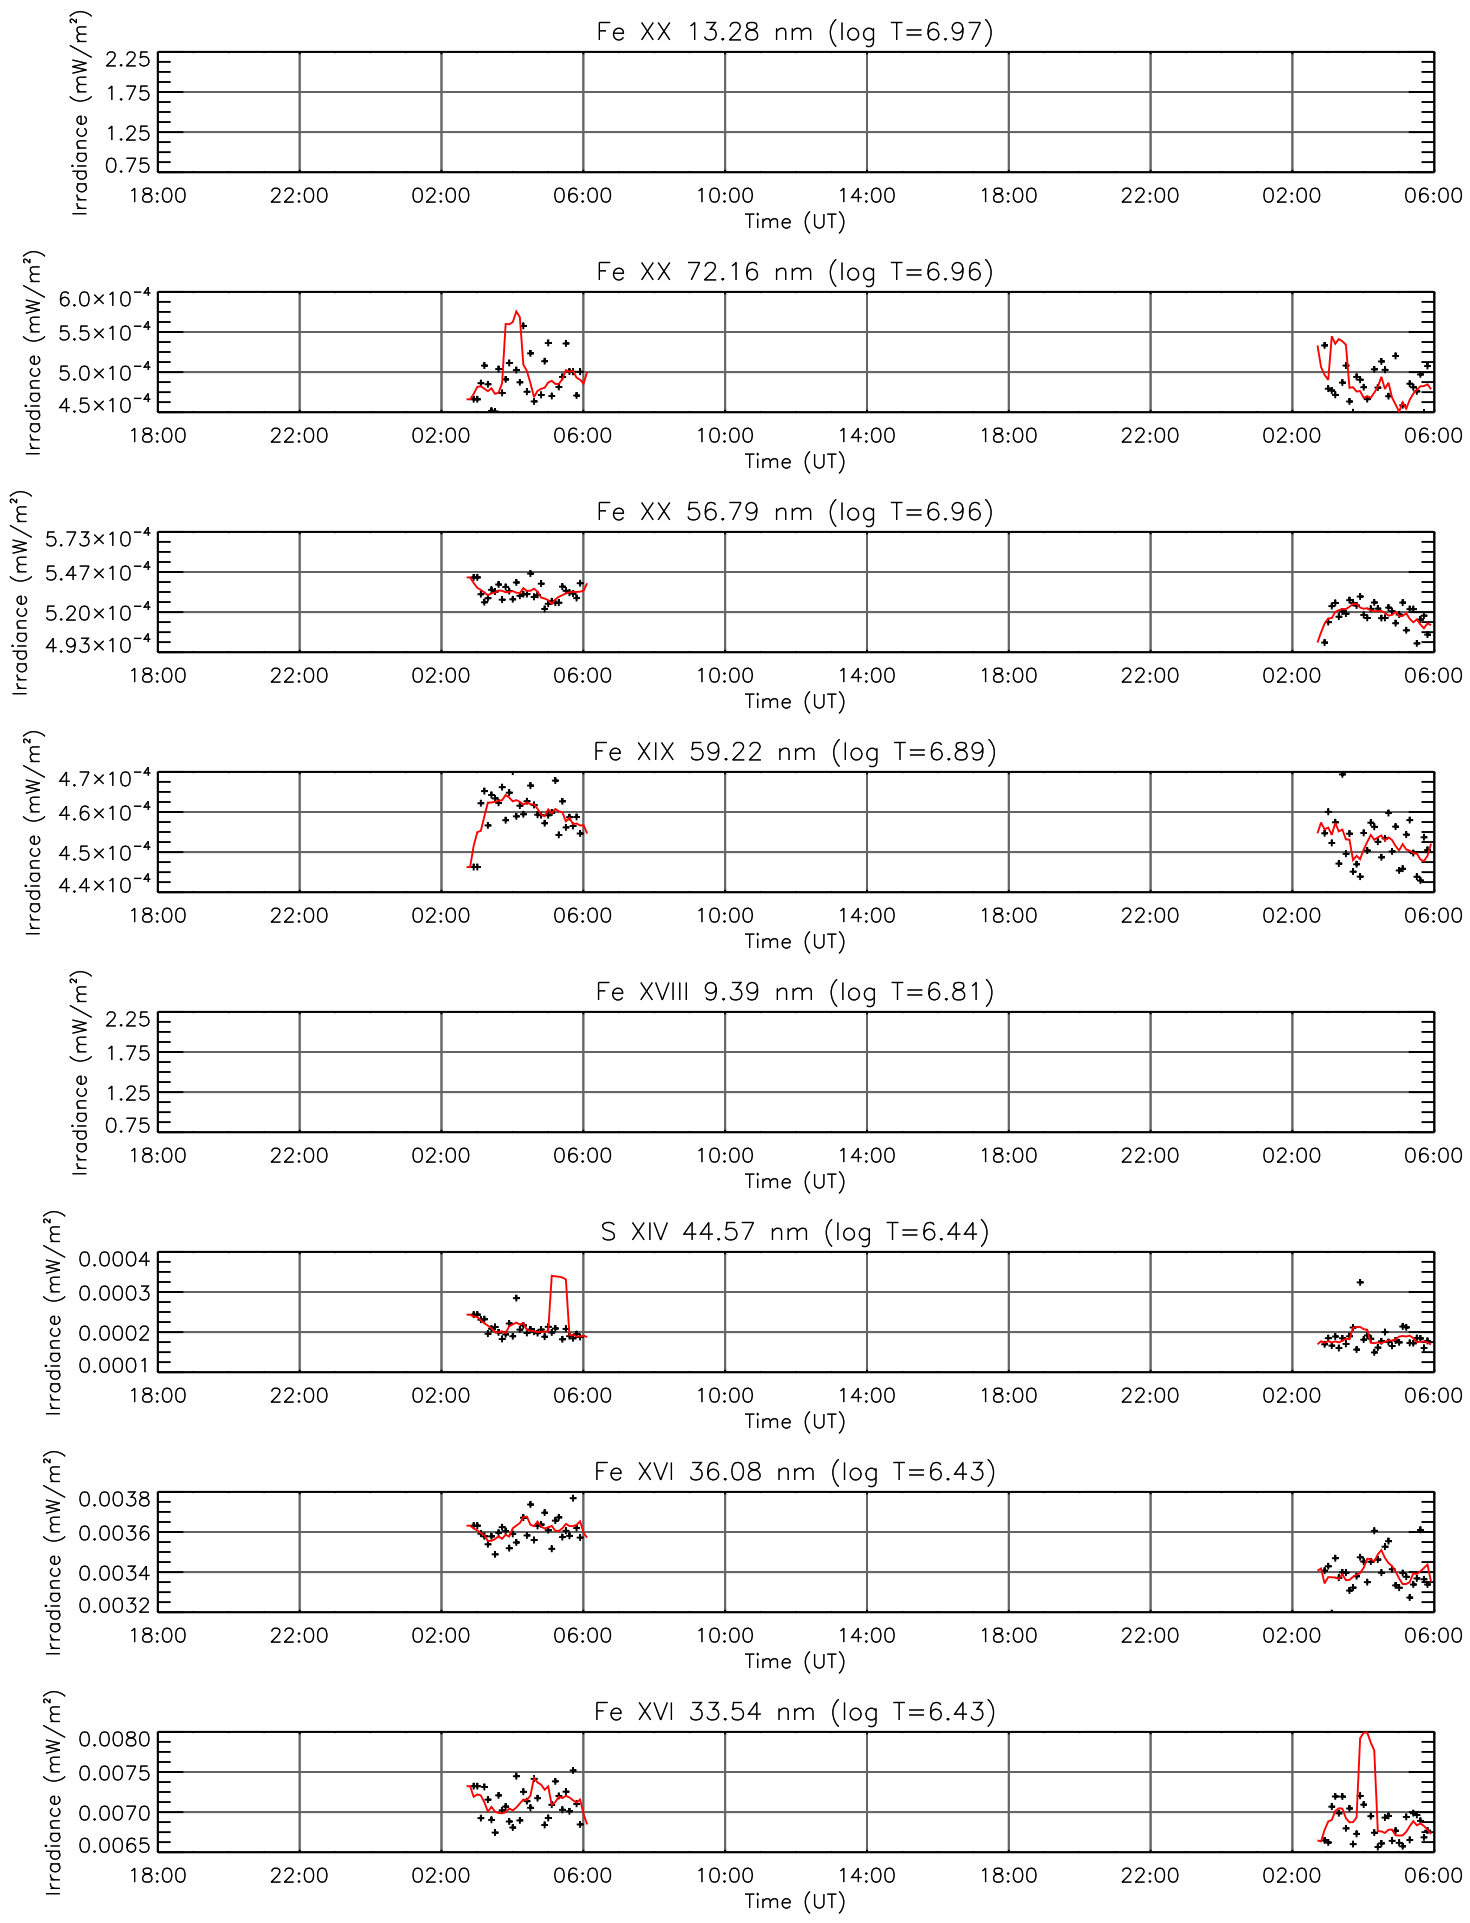 Fe XX 13.28 nm (log T=6.97)
Irradiance (mW/m²)
2.25
1.75
1.25
0.75
18:00 22:00 02:00 06:00 10:00 14:00 18:00 22:00 02:00 06:00
Time (UT)
Fe XX 72.16 nm (log T=6.96)
Irradiance (mW/m²)
6.0×10⁻⁴
5.5×10⁻⁴
5.0×10⁻⁴
4.5×10⁻⁴
18:00 22:00 02:00 06:00 10:00 14:00 18:00 22:00 02:00 06:00
Time (UT)
Fe XX 56.79 nm (log T=6.96)
Irradiance (mW/m²)
5.73×10⁻⁴
5.47×10⁻⁴
5.20×10⁻⁴
4.93×10⁻⁴
18:00 22:00 02:00 06:00 10:00 14:00 18:00 22:00 02:00 06:00
Time (UT)
Fe XIX 59.22 nm (log T=6.89)
Irradiance (mW/m²)
4.7×10⁻⁴
4.6×10⁻⁴
4.5×10⁻⁴
4.4×10⁻⁴
18:00 22:00 02:00 06:00 10:00 14:00 18:00 22:00 02:00 06:00
Time (UT)
Fe XVIII 9.39 nm (log T=6.81)
Irradiance (mW/m²)
2.25
1.75
1.25
0.75
18:00 22:00 02:00 06:00 10:00 14:00 18:00 22:00 02:00 06:00
Time (UT)
S XIV 44.57 nm (log T=6.44)
Irradiance (mW/m²)
0.0004
0.0003
0.0002
0.0001
18:00 22:00 02:00 06:00 10:00 14:00 18:00 22:00 02:00 06:00
Time (UT)
Fe XVI 36.08 nm (log T=6.43)
Irradiance (mW/m²)
0.0038
0.0036
0.0034
0.0032
18:00 22:00 02:00 06:00 10:00 14:00 18:00 22:00 02:00 06:00
Time (UT)
Fe XVI 33.54 nm (log T=6.43)
Irradiance (mW/m²)
0.0080
0.0075
0.0070
0.0065
18:00 22:00 02:00 06:00 10:00 14:00 18:00 22:00 02:00 06:00
Time (UT)